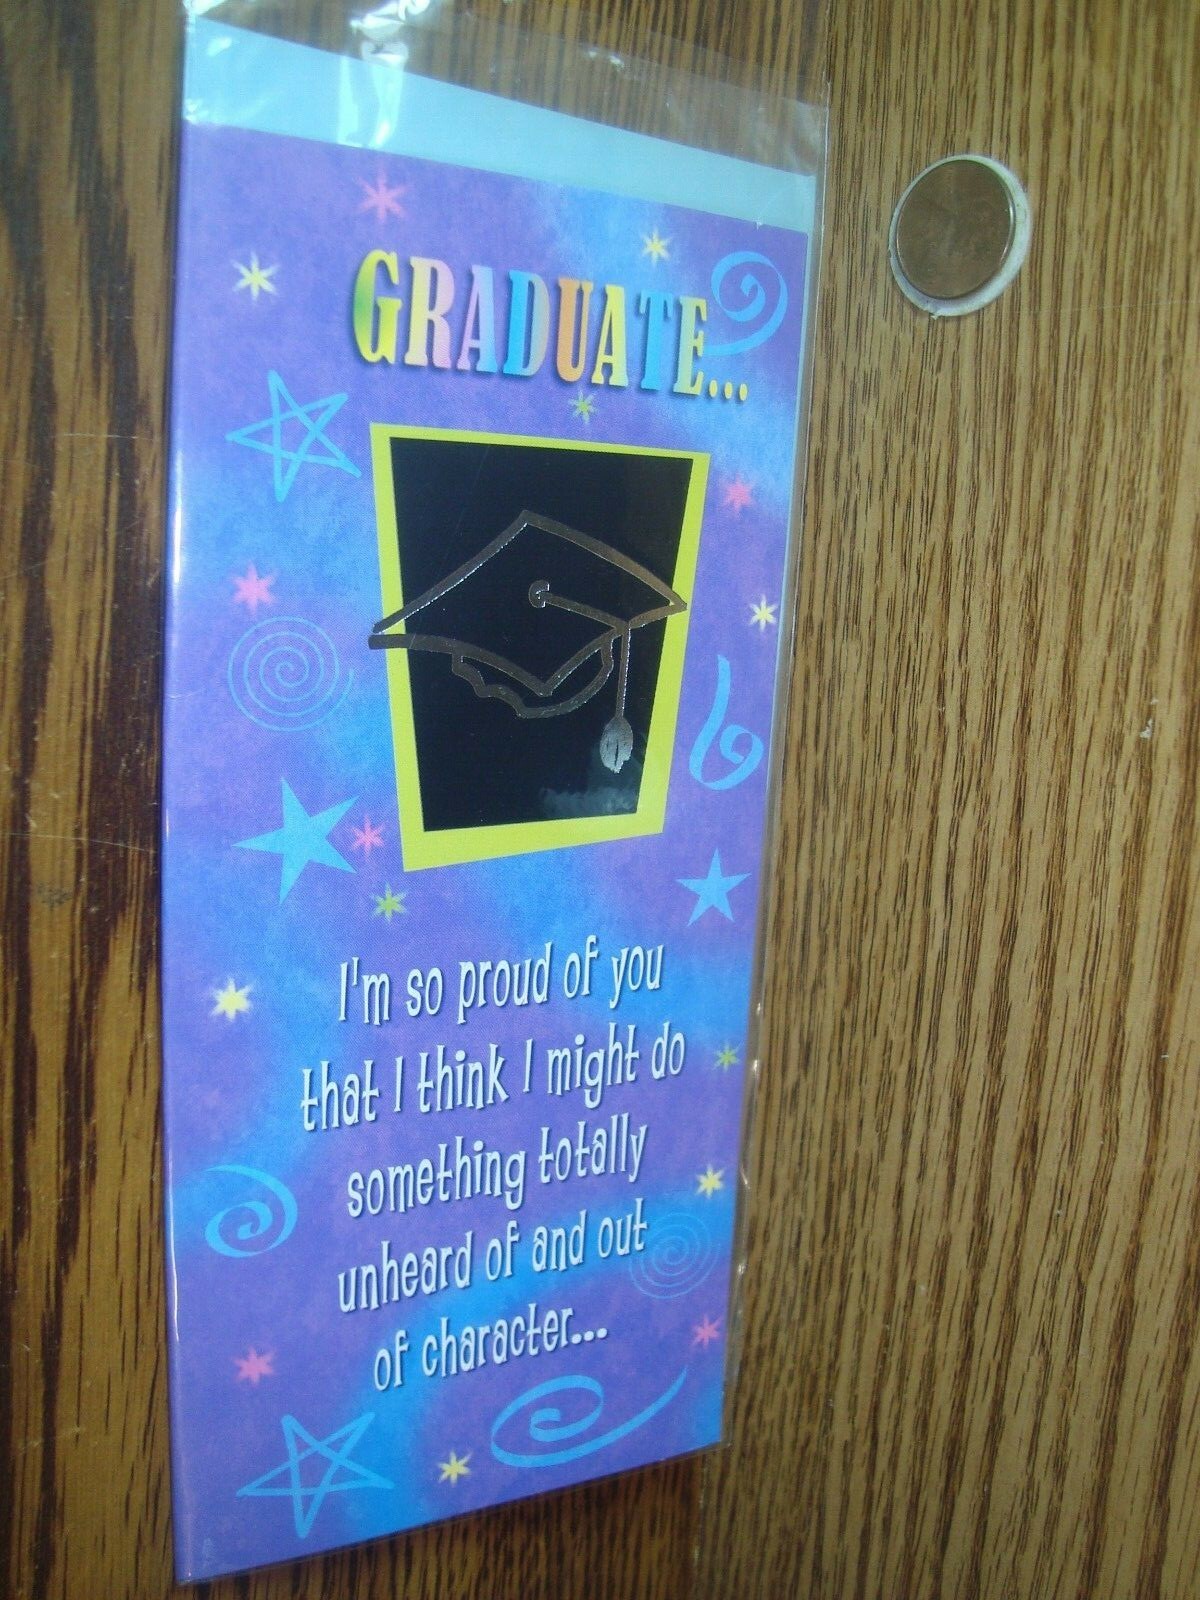 GRADUATE...
I'm so proud of you
that I think I might do
something totally
unheard of and out
of character...